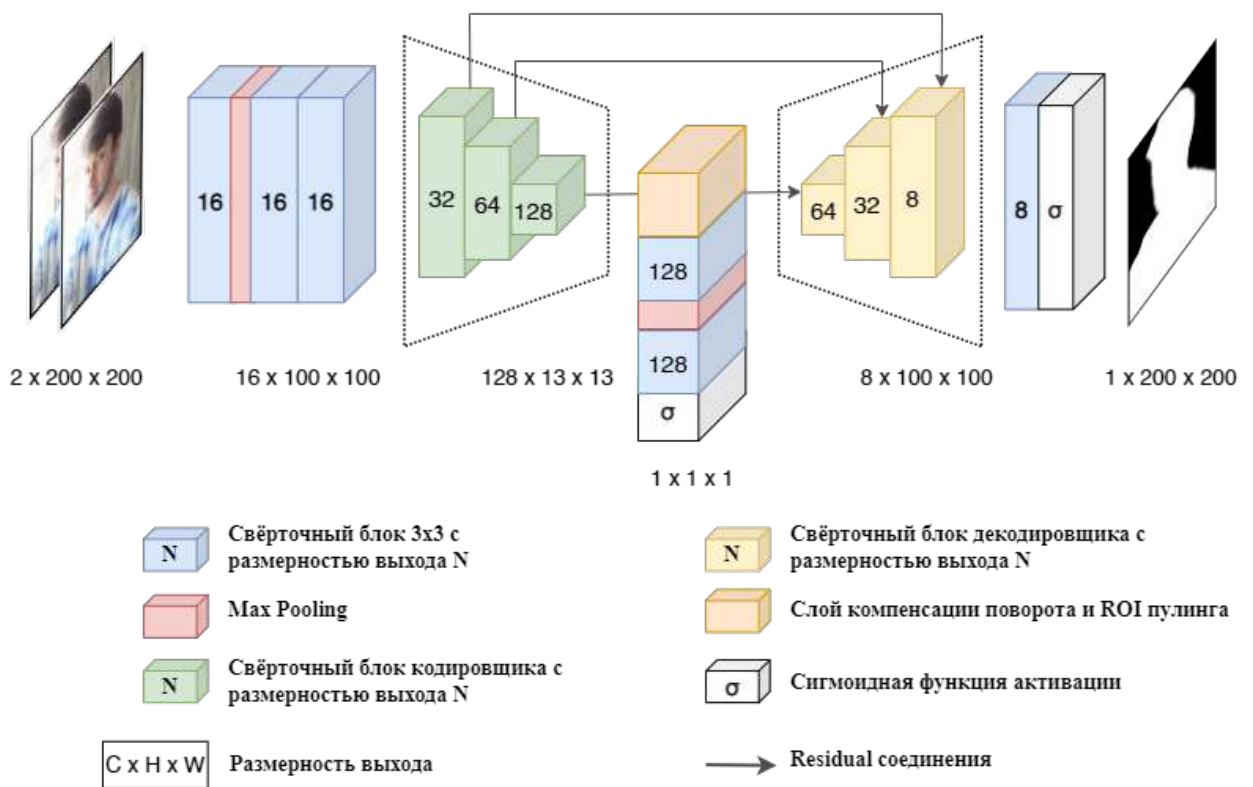 16
16
16
32
64
128
128
128
σ
64
32
8
8
σ
2 x 200 x 200
16 x 100 x 100
128 x 13 x 13
8 x 100 x 100
1 x 200 x 200
1 x 1 x 1
N
Свёрточный блок 3x3 с
размерностью выхода N
Max Pooling
N
Свёрточный блок кодировщика с
размерностью выхода N
C x H x W
Размерность выхода
N
Свёрточный блок декодировщика с
размерностью выхода N
Слой компенсации поворота и ROI пулинга
σ
Сигмоидная функция активации
Residual соединения